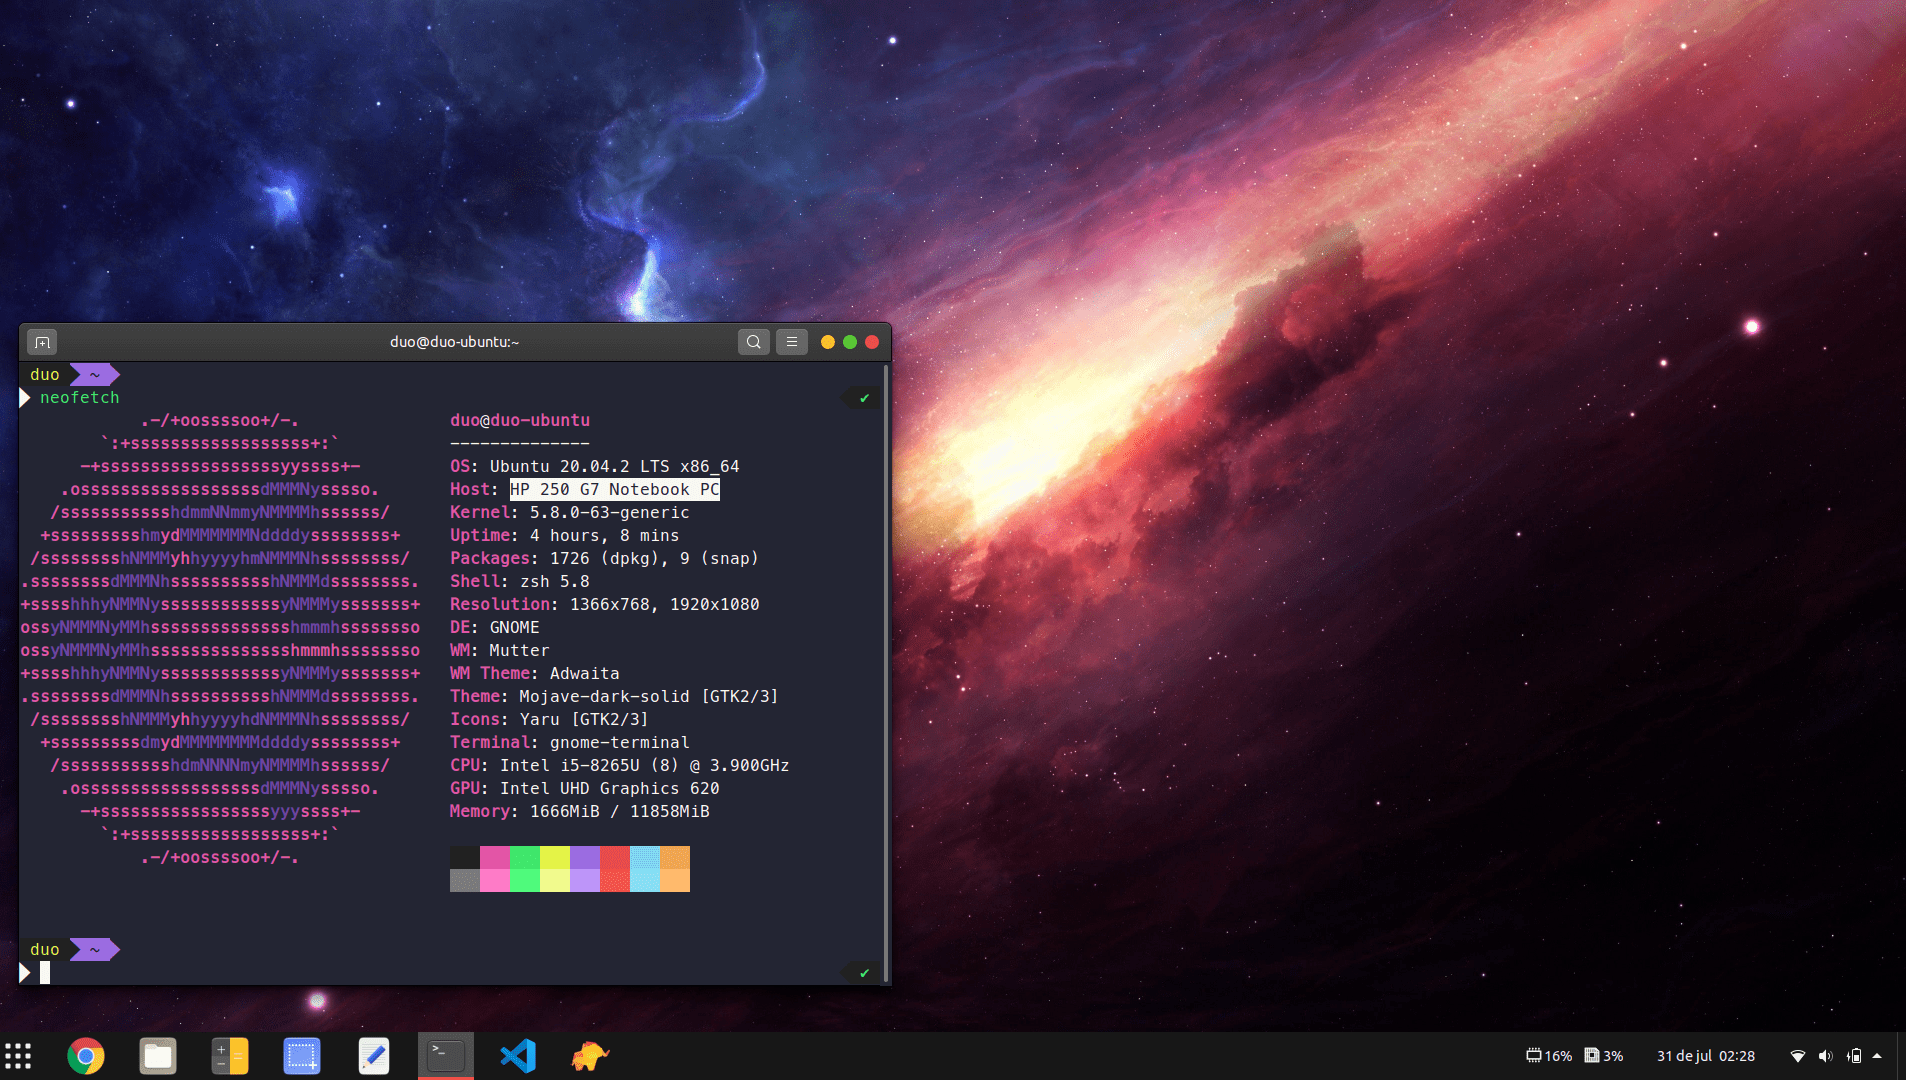 duo@duo-ubuntu:~
duo ~
neofetch ✔
.-/+oossssoo+/-. duo@duo-ubuntu
`:+ssssssssssssssssss+:` --------------
-+ssssssssssssssssssyyssss+- OS: Ubuntu 20.04.2 LTS x86_64
.ossssssssssssssssssdMMMNysssso. Host: HP 250 G7 Notebook PC
/ssssssssssshdmmNNmmyNMMMMhssssss/ Kernel: 5.8.0-63-generic
+ssssssssshmydMMMMMMMNddddyssssssss+ Uptime: 4 hours, 8 mins
/sssssssshNMMMyhhyyyyhmNMMMNhssssssss/ Packages: 1726 (dpkg), 9 (snap)
.ssssssssdMMMNhsssssssssshNMMMdssssssss. Shell: zsh 5.8
+sssshhhyNMMNyssssssssssssyNMMMysssssss+ Resolution: 1366x768, 1920x1080
ossyNMMMNyMMhsssssssssssssshmmmhssssssso DE: GNOME
ossyNMMMNyMMhsssssssssssssshmmmhssssssso WM: Mutter
+sssshhhyNMMNyssssssssssssyNMMMysssssss+ WM Theme: Adwaita
.ssssssssdMMMNhsssssssssshNMMMdssssssss. Theme: Mojave-dark-solid [GTK2/3]
/sssssssshNMMMyhhyyyyhdNMMMNhssssssss/ Icons: Yaru [GTK2/3]
+sssssssssdmydMMMMMMMMddddyssssssss+ Terminal: gnome-terminal
/ssssssssssshdmNNNNmyNMMMMhssssss/ CPU: Intel i5-8265U (8) @ 3.900GHz
.ossssssssssssssssssdMMMNysssso. GPU: Intel UHD Graphics 620
-+sssssssssssssssssyyyssss+- Memory: 1666MiB / 11858MiB
`:+ssssssssssssssssss+:`
.-/+oossssoo+/-.
duo ~
✔
16% 3% 31 de jul 02:28